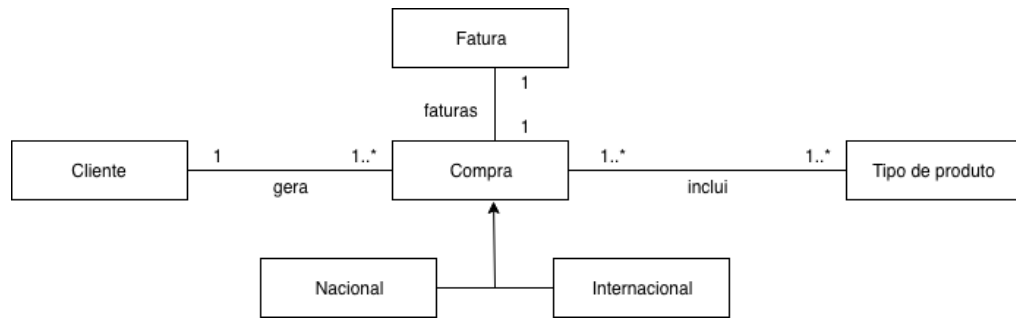 Fatura
1
faturas
1
Cliente
1
1..*
gera
Compra
1..*
1..*
inclui
Tipo de produto
Nacional
Internacional